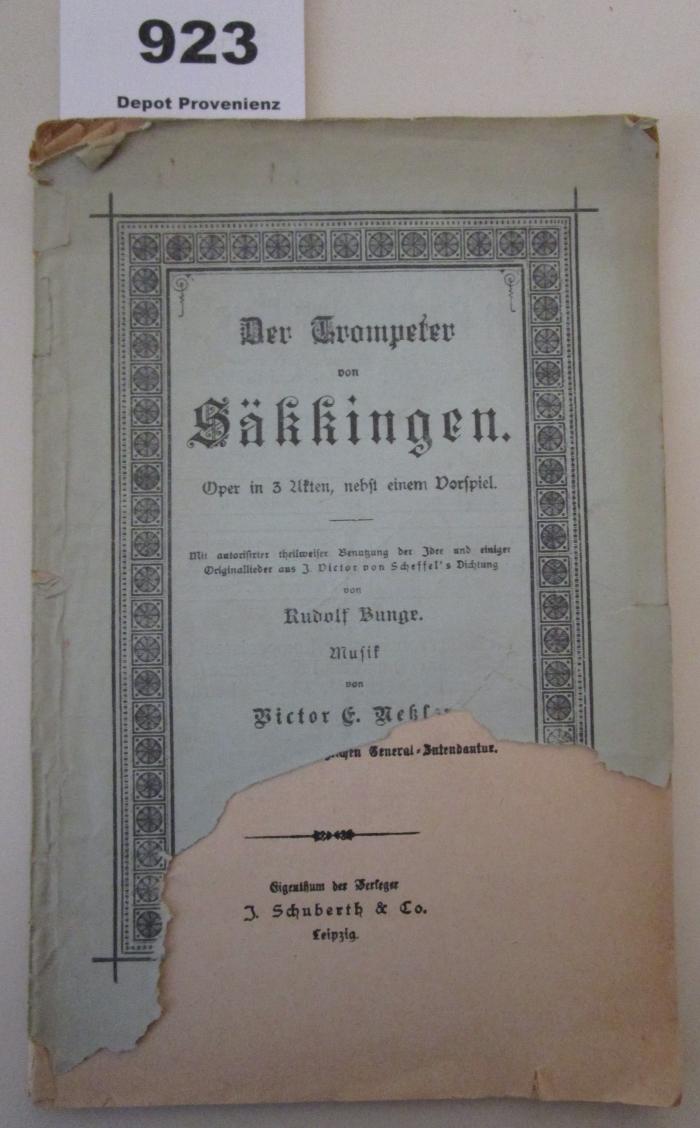 923
Depot Provenienz
Der Trompeter
von
Säkkingen.
Oper in 3 Akten, nebst einem Vorspiel.
Mit autorisirter theilweiser Benutzung der Idee und einiger
Originallieder aus J. Victor von Scheffel's Dichtung
von
Rudolf Bunge.
Musik
von
Victor E.
General-Intendantur.
Eigenthum der Verleger
J. Schuberth & Co.
Leipzig.